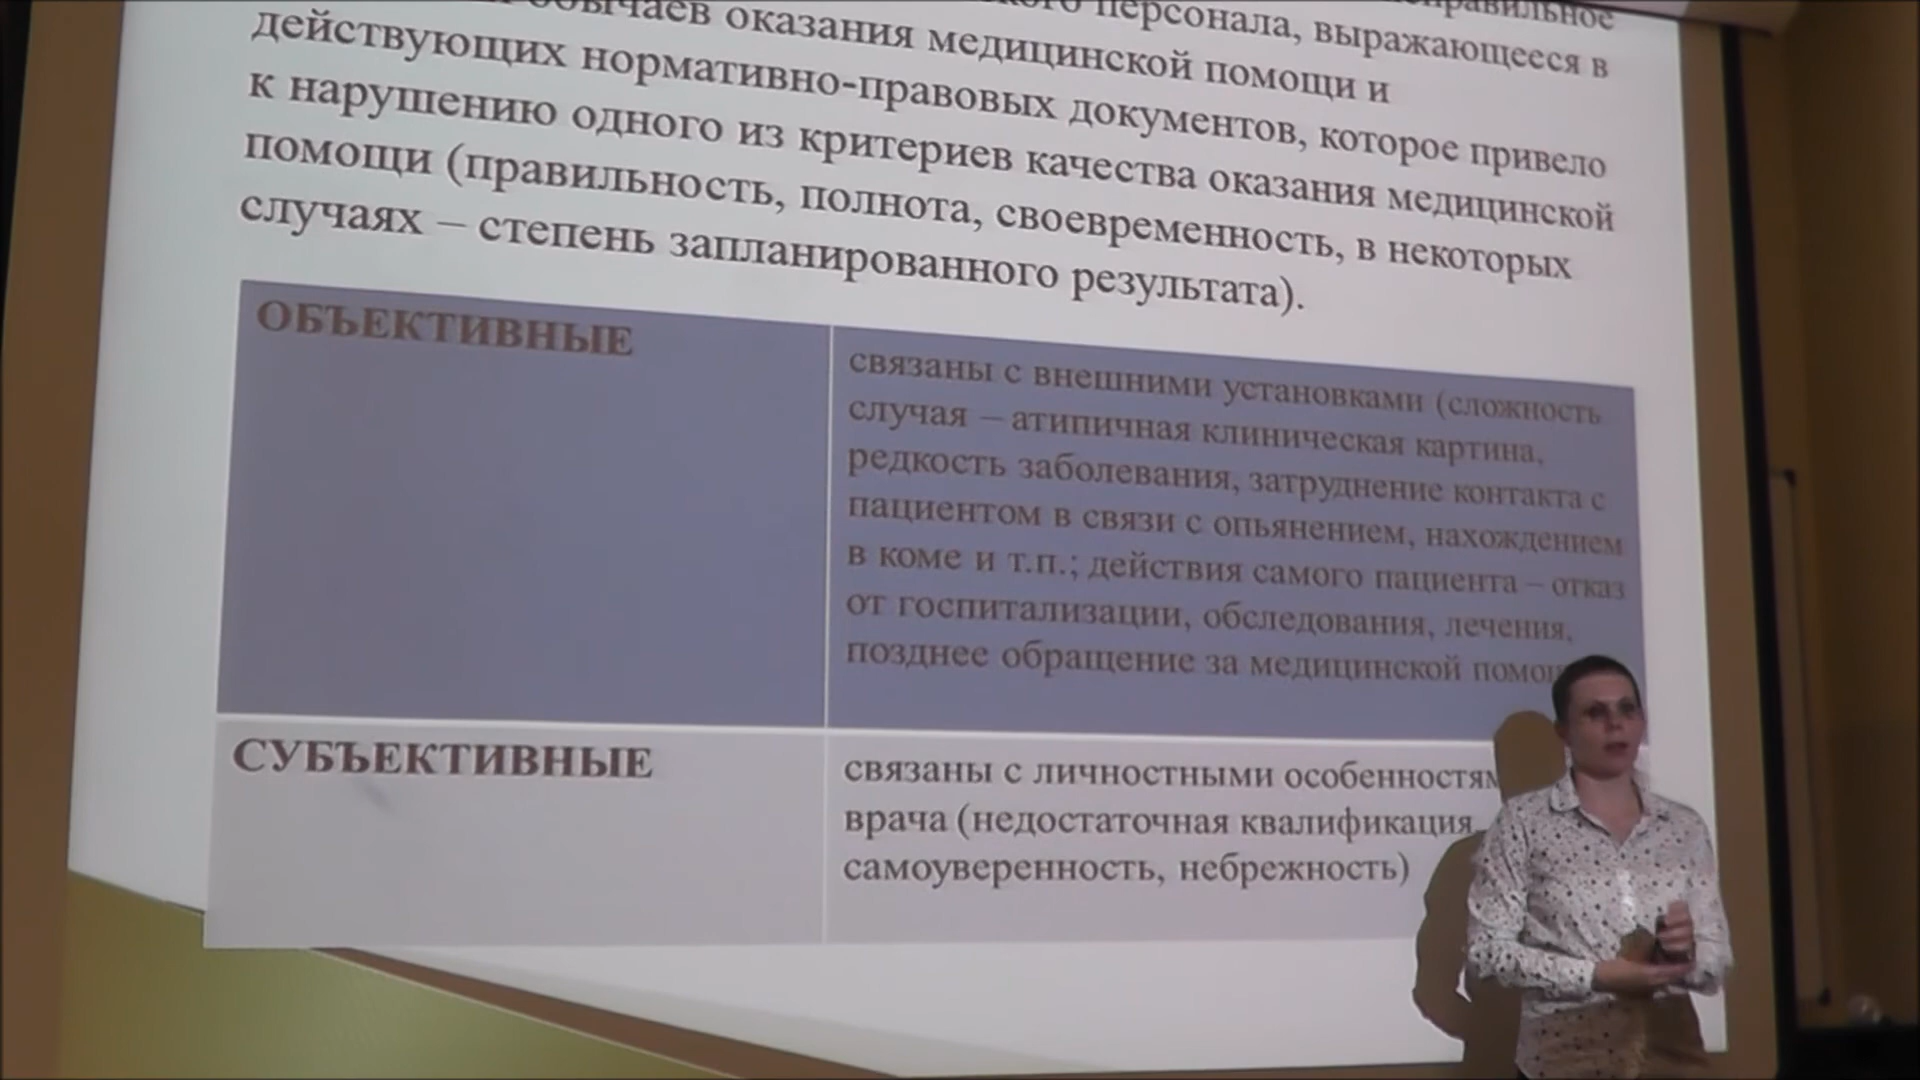 персонала, выражающееся в
обычаев оказания медицинской помощи и
действующих нормативно-правовых документов, которое привело
к нарушению одного из критериев качества оказания медицинской
помощи (правильность, полнота, своевременность, в некоторых
случаях – степень запланированного результата).
ОБЪЕКТИВНЫЕ
связаны с внешними установками (сложность
случая – атипичная клиническая картина,
редкость заболевания, затруднение контакта с
пациентом в связи с опьянением, нахождением
в коме и т.п.; действия самого пациента – отказ
от госпитализации, обследования, лечения,
позднее обращение за медицинской
СУБЪЕКТИВНЫЕ
связаны с личностными
врача (недостаточная квалификация,
самоуверенность, небрежность)